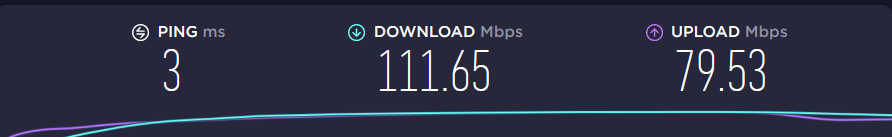 PING ms DOWNLOAD Mbps UPLOAD Mbps
3 111.65 79.53